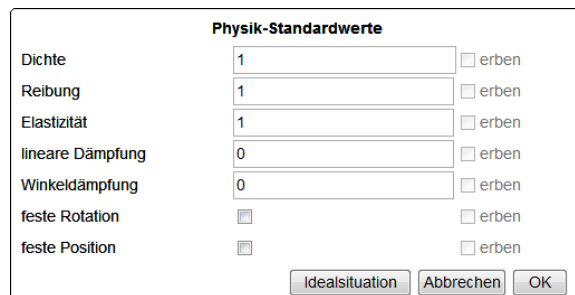 Physik-Standardwerte
Dichte 1 erben
Reibung 1 erben
Elastizität 1 erben
lineare Dämpfung 0 erben
Winkeldämpfung 0 erben
feste Rotation erben
feste Position erben
Idealsituation Abbrechen OK